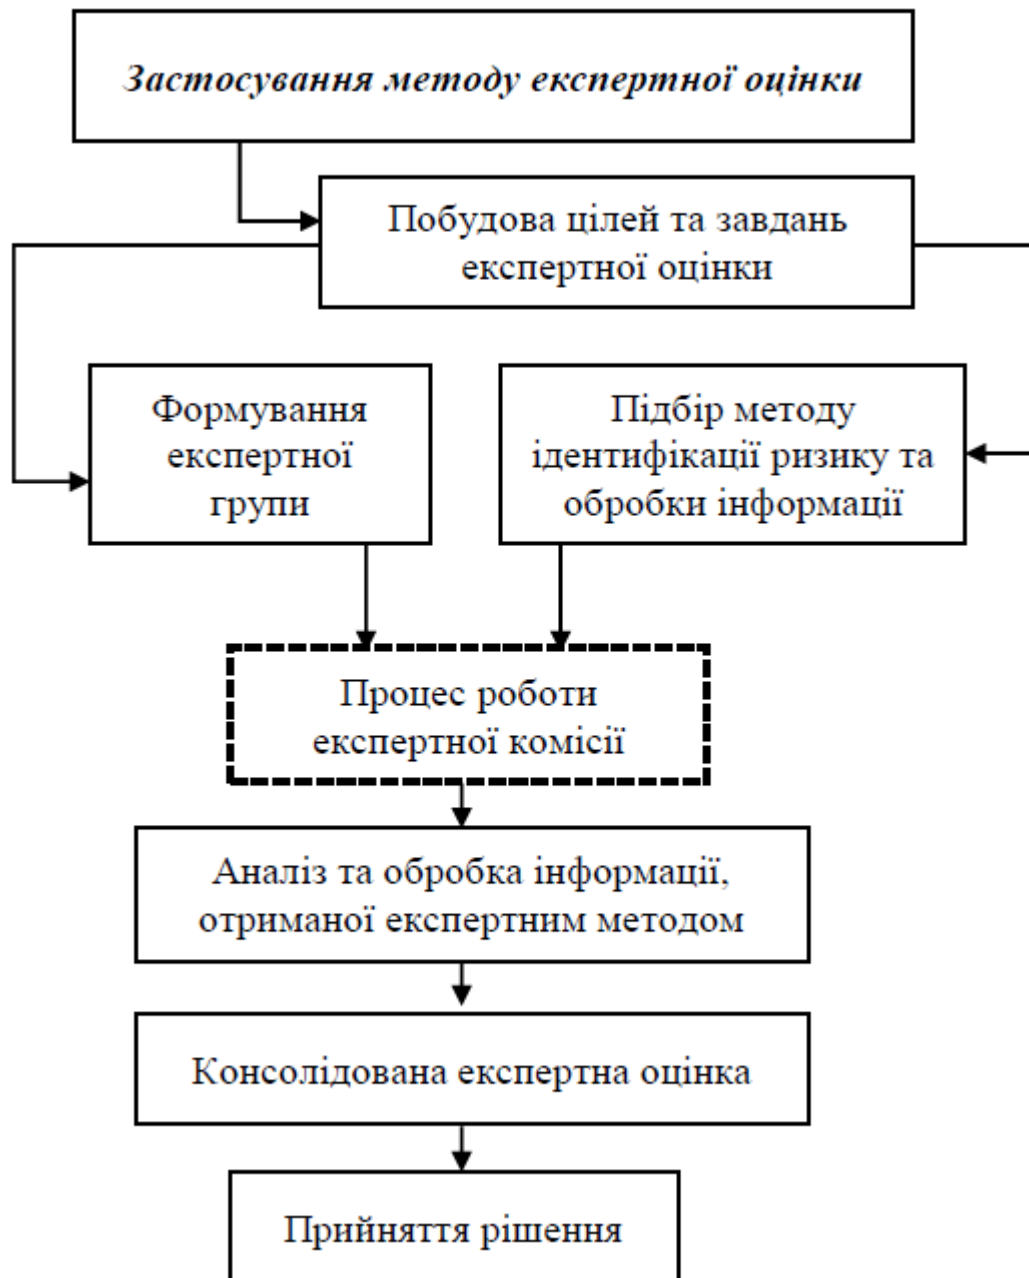 Застосування методу експертної оцінки
Побудова цілей та завдань
експертної оцінки
Формування
експертної
групи
Підбір методу
ідентифікації ризику та
обробки інформації
Процес роботи
експертної комісії
Аналіз та обробка інформації,
отриманої експертним методом
Консолідована експертна оцінка
Прийняття рішення